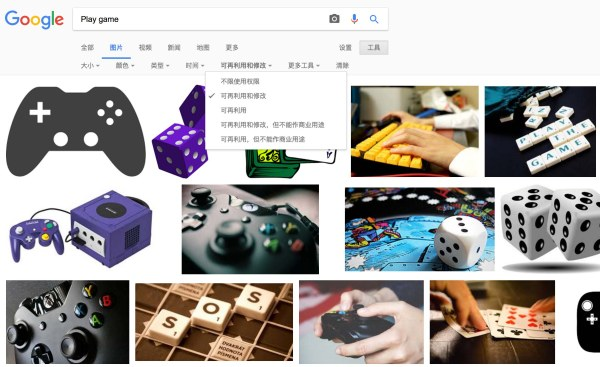 Google
Play game
全部 图片 视频 新闻 地图 更多 设置 工具
大小 颜色 类型 时间 可再利用和修改 更多工具 清除
不限使用权限
可再利用和修改
可再利用
可再利用和修改，但不能作商业用途
可再利用，但不能作商业用途
PLAY
THE
GAME
Y
B
A
S O S
DVAKRÁT
HODNOTA
PÍSMENE